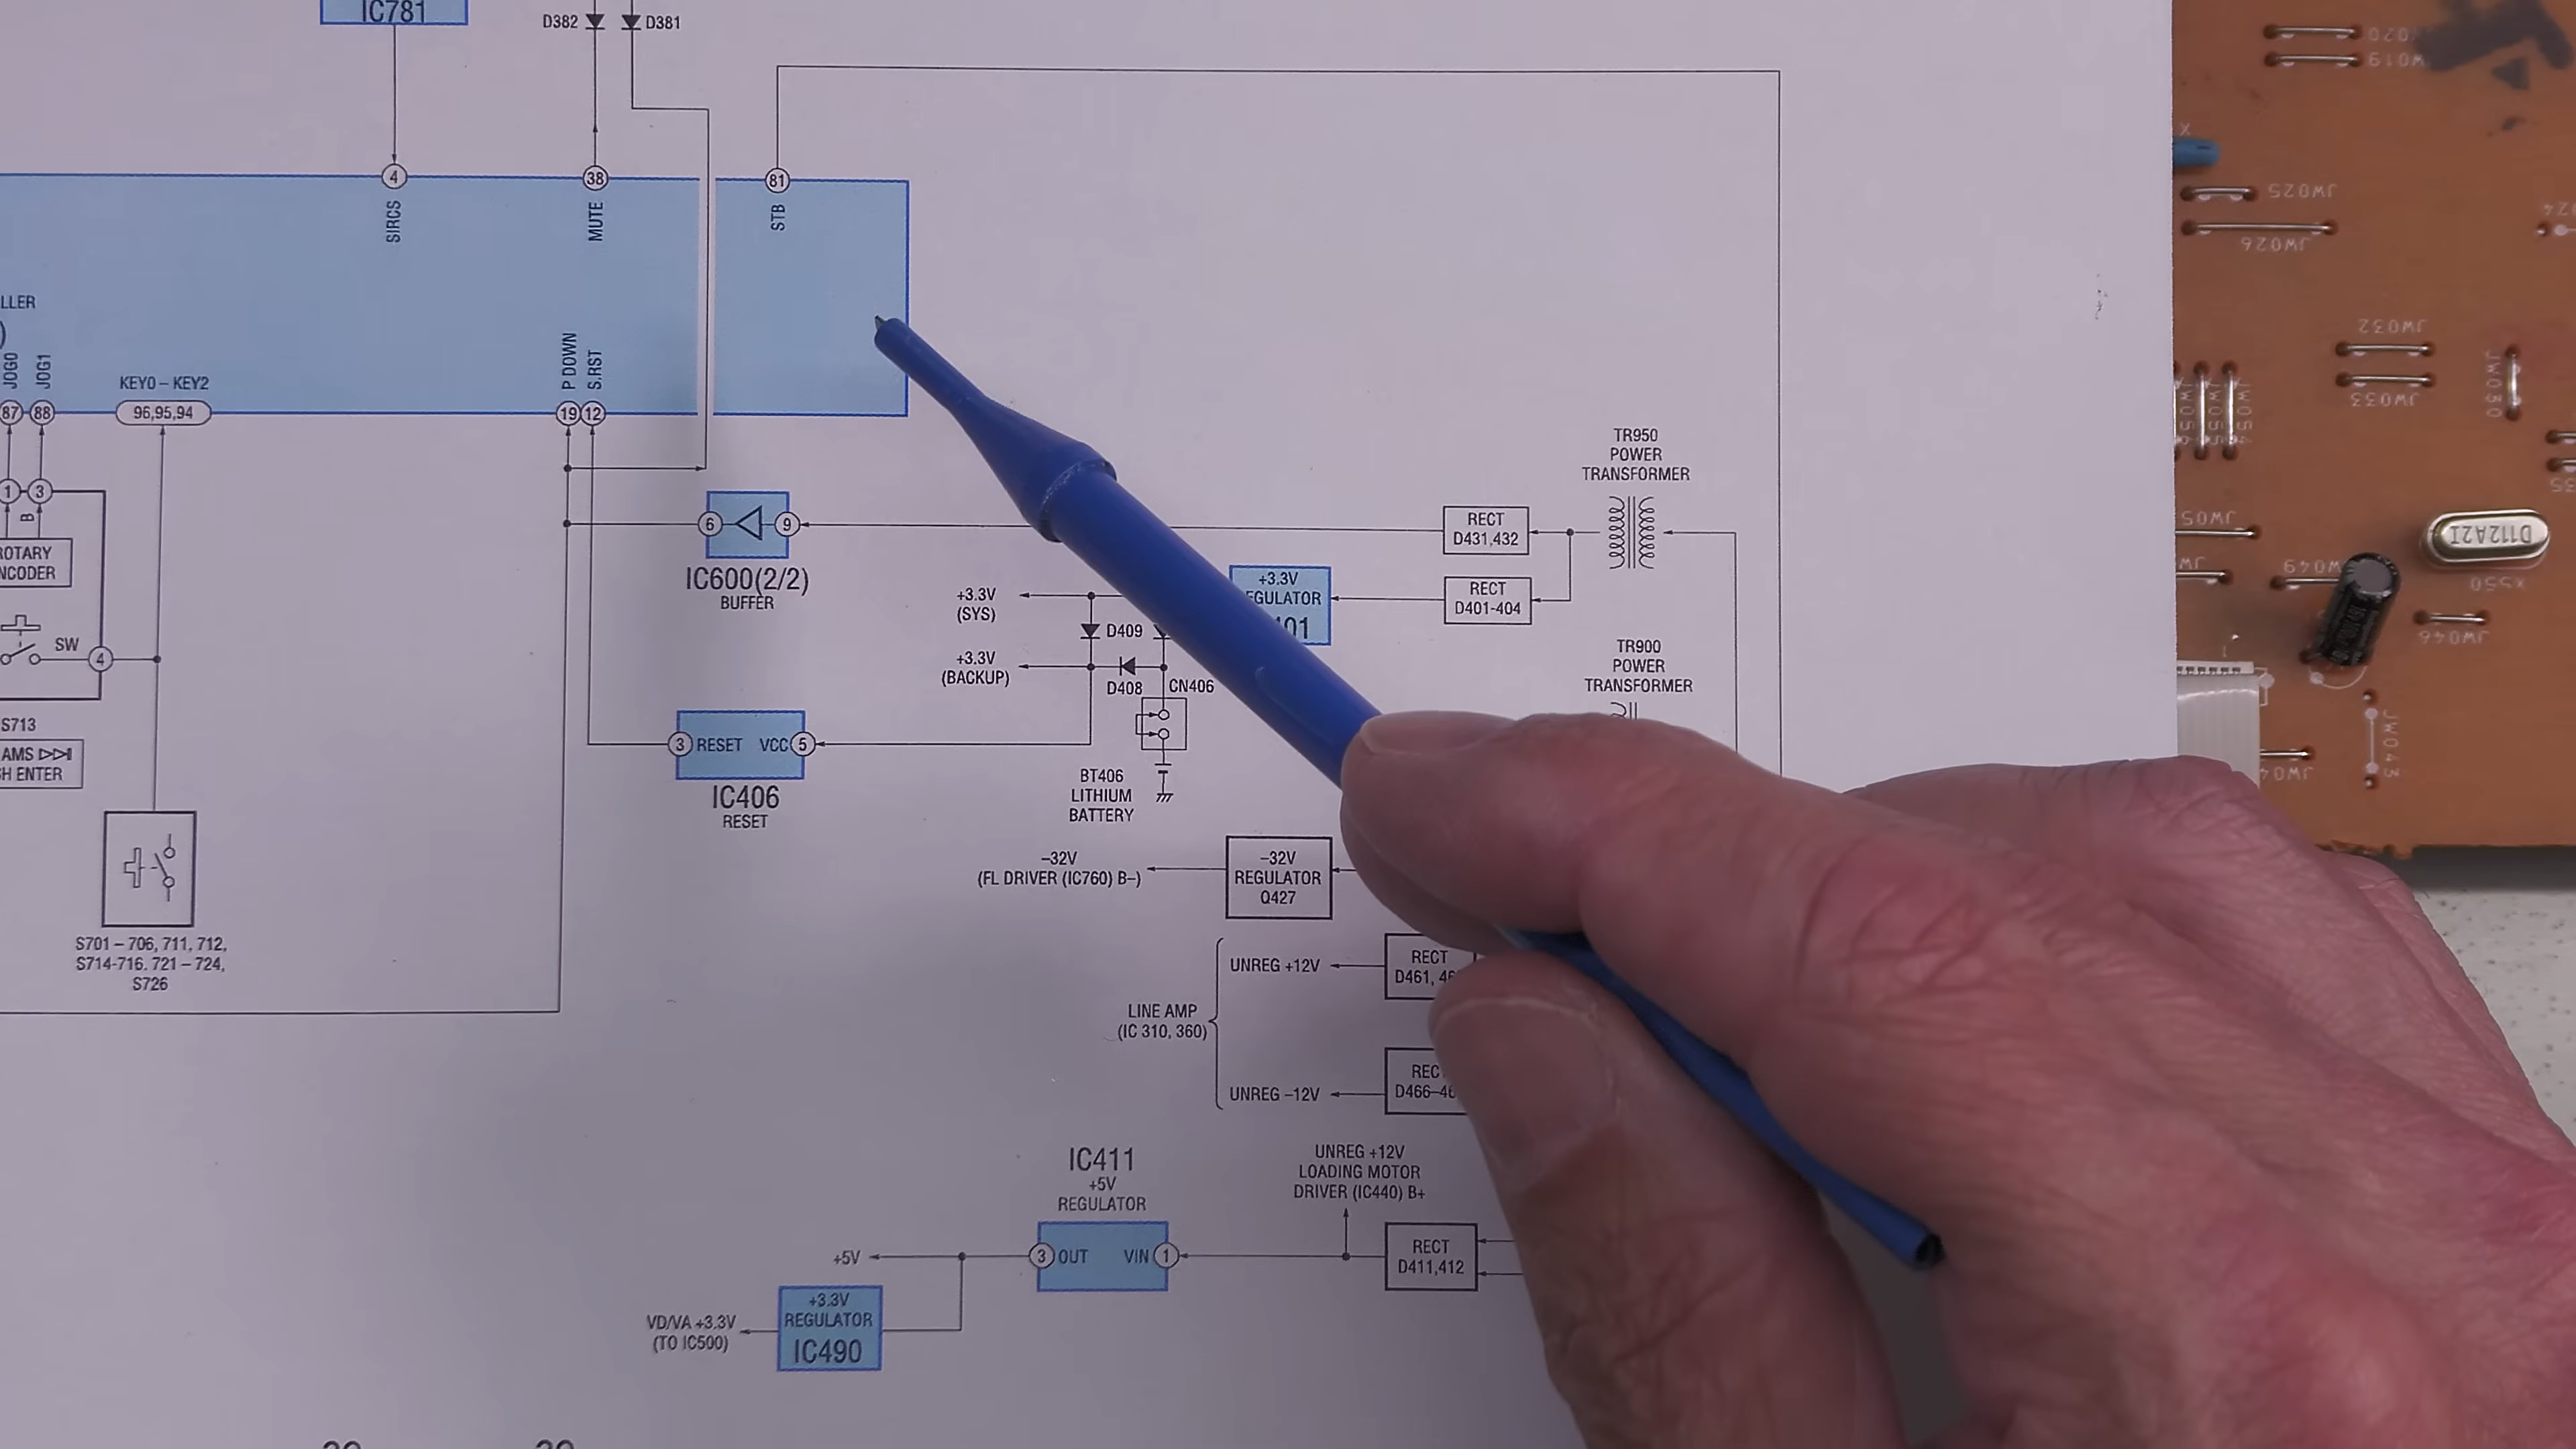 IC781
D382
D381
4
38
81
SIRCS
MUTE
STB
LLER
)
JOG0
JOG1
KEY0 – KEY2
P DOWN
S.RST
87
88
96,95,94
19
12
1
3
B
ROTARY
NCODER
SW
4
S713
AMS
H ENTER
S701 – 706, 711, 712,
S714-716. 721 – 724,
S726
6
9
IC600(2/2)
BUFFER
+3.3V
(SYS)
D409
+3.3V
(BACKUP)
D408
CN406
3
RESET
VCC
5
IC406
RESET
BT406
LITHIUM
BATTERY
+3.3V
EGULATOR
RECT
D431,432
RECT
D401-404
TR950
POWER
TRANSFORMER
TR900
POWER
TRANSFORMER
–32V
(FL DRIVER (IC760) B–)
–32V
REGULATOR
Q427
UNREG +12V
RECT
D461,
LINE AMP
(IC 310, 360)
UNREG –12V
IC411
+5V
REGULATOR
UNREG +12V
LOADING MOTOR
DRIVER (IC440) B+
+5V
3
OUT
VIN
1
RECT
D411,412
VD/VA +3.3V
(TO IC500)
+3.3V
REGULATOR
IC490
JW025
JW026
JW032
JW033
JW030
JW054
JW049
D112A2I
X550
JW046
JW043